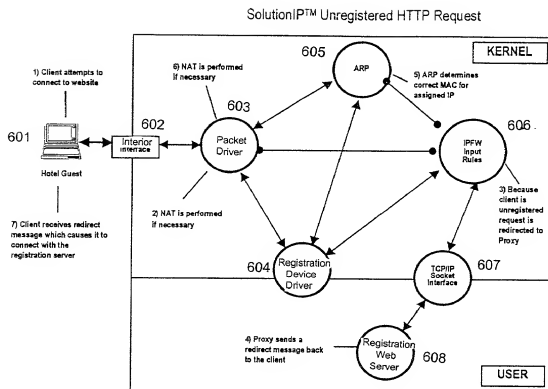 SolutionIP™ Unregistered HTTP Request
KERNEL
605
6) NAT is performed
if necessary
ARP
1) Client attempts to
connect to website
5) ARP determines
correct MAC for
assigned IP
601
602
603
606
Interior
Interface
Packet
Driver
IPFW
Input
Rules
Hotel Guest
3) Because
client is
unregistered
request is
redirected to
Proxy
7) Client receives redirect
message which causes it to
connect with the
registration server
2) NAT is performed
if necessary
604
Registration
Device
Driver
TCP/IP
Socket
Interface
607
4) Proxy sends a
redirect message back
to the client
Registration
Web
Server
608
USER